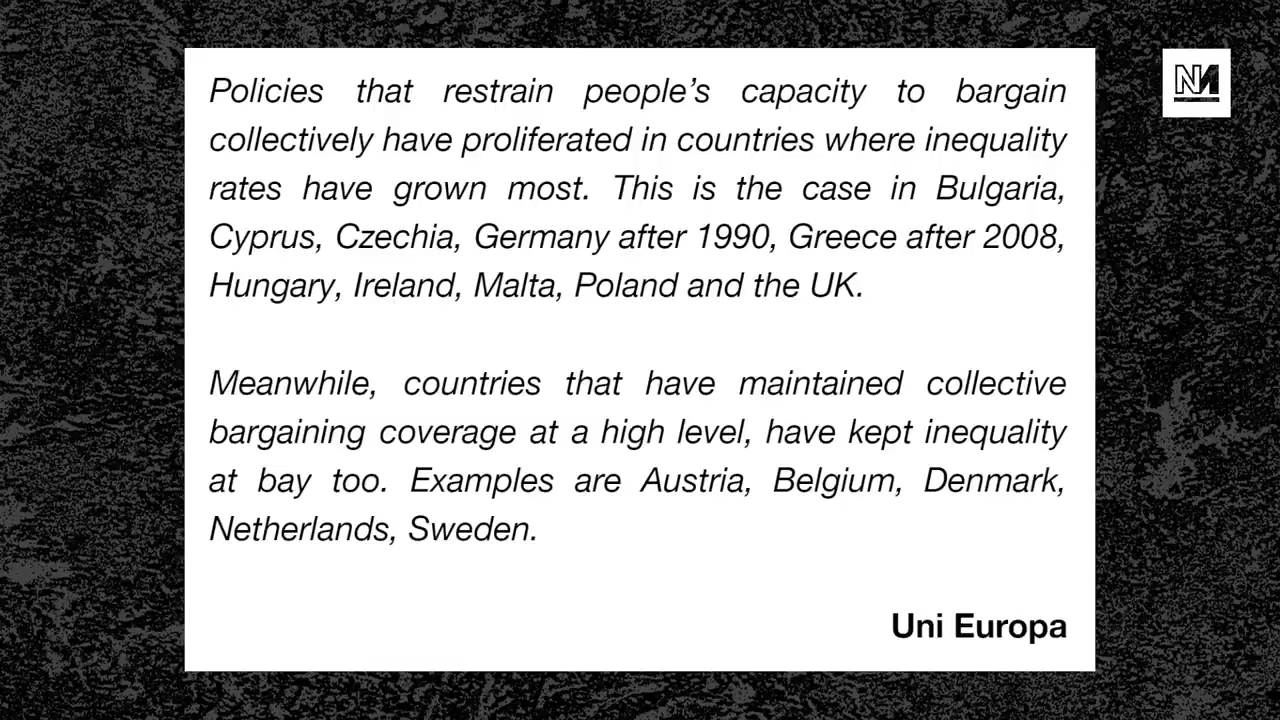 Policies that restrain people’s capacity to bargain
collectively have proliferated in countries where inequality
rates have grown most. This is the case in Bulgaria,
Cyprus, Czechia, Germany after 1990, Greece after 2008,
Hungary, Ireland, Malta, Poland and the UK.
Meanwhile, countries that have maintained collective
bargaining coverage at a high level, have kept inequality
at bay too. Examples are Austria, Belgium, Denmark,
Netherlands, Sweden.
Uni Europa
NM